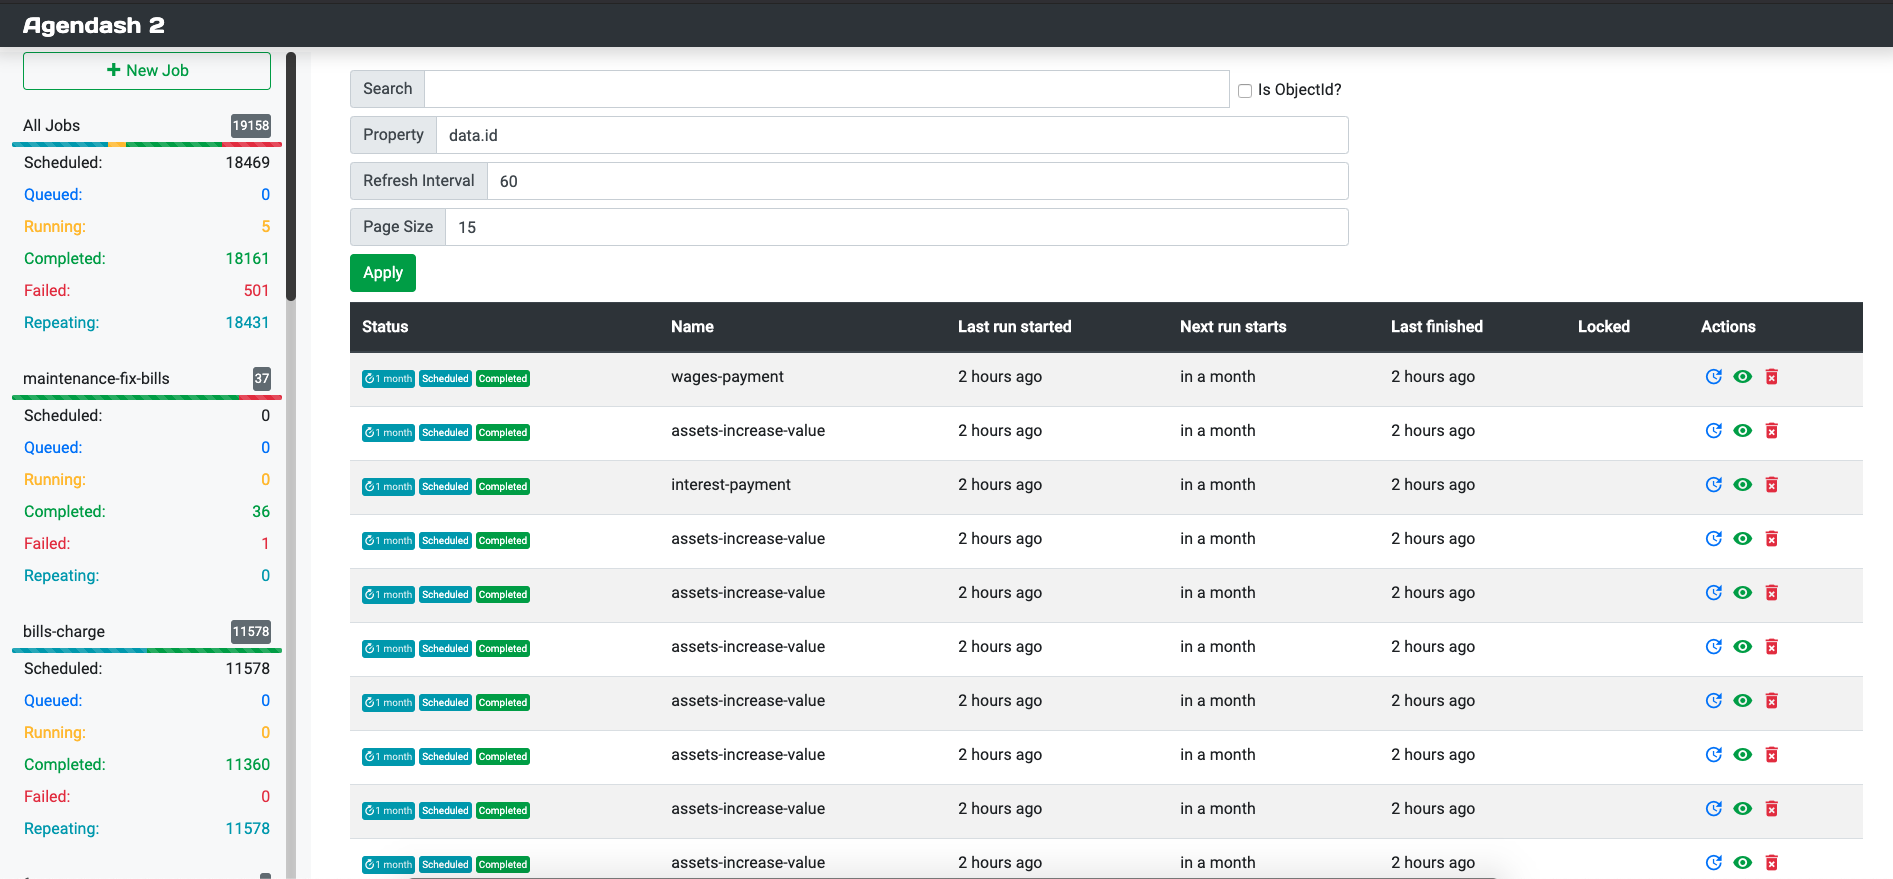 Agendash 2
New Job
All Jobs 19158
Scheduled: 18469
Queued: 0
Running: 5
Completed: 18161
Failed: 501
Repeating: 18431
maintenance-fix-bills 37
Scheduled: 0
Queued: 0
Running: 0
Completed: 36
Failed: 1
Repeating: 0
bills-charge 11578
Scheduled: 11578
Queued: 0
Running: 0
Completed: 11360
Failed: 0
Repeating: 11578
Search
Is ObjectId?
Property data.id
Refresh Interval 60
Page Size 15
Apply
Status Name Last run started Next run starts Last finished Locked Actions
1 month Scheduled Completed wages-payment 2 hours ago in a month 2 hours ago
1 month Scheduled Completed assets-increase-value 2 hours ago in a month 2 hours ago
1 month Scheduled Completed interest-payment 2 hours ago in a month 2 hours ago
1 month Scheduled Completed assets-increase-value 2 hours ago in a month 2 hours ago
1 month Scheduled Completed assets-increase-value 2 hours ago in a month 2 hours ago
1 month Scheduled Completed assets-increase-value 2 hours ago in a month 2 hours ago
1 month Scheduled Completed assets-increase-value 2 hours ago in a month 2 hours ago
1 month Scheduled Completed assets-increase-value 2 hours ago in a month 2 hours ago
1 month Scheduled Completed assets-increase-value 2 hours ago in a month 2 hours ago
1 month Scheduled Completed assets-increase-value 2 hours ago in a month 2 hours ago